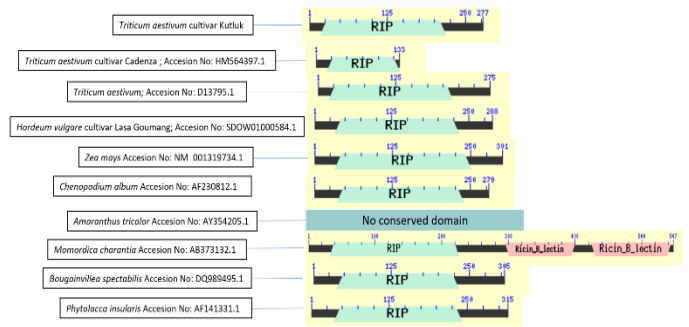 Triticum aestivum cultivar Kutluk
1 125 250 277
RIP
Triticum aestivum cultivar Cadenza ; Accesion No: HM564397.1
1 133
RIP
Triticum aestivum; Accesion No: D13795.1
1 125 275
RIP
Hordeum vulgare cultivar Lasa Goumang; Accesion No: SDOW01000584.1
1 125 250 288
RIP
Zea mays Accesion No: NM_001319734.1
1 125 250 301
RIP
Chenopodium album Accesion No: AF230812.1
1 125 250 279
RIP
Amaranthus tricolor Accesion No: AY354205.1
No conserved domain
Momordica charantia Accesion No: AB373132.1
1 100 200 300 400 500 547
RIP Ricin_B_lectin Ricin_B_lectin
Bougainvillea spectabilis Accesion No: DQ989495.1
1 125 250 305
RIP
Phytolacca insularis Accesion No: AF141331.1
1 125 250 315
RIP